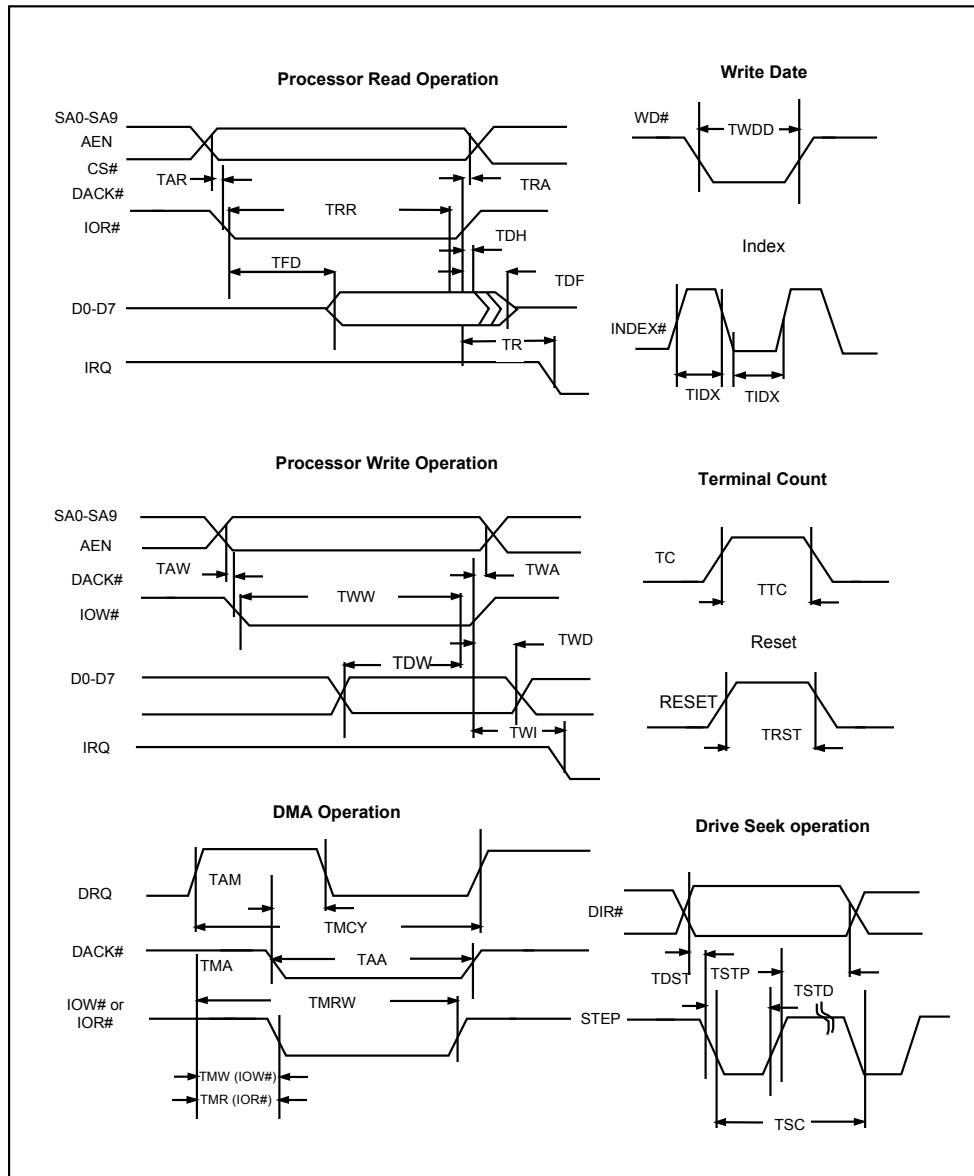 Processor Read Operation
SA0-SA9
AEN
CS#
TAR
TRA
DACK#
TRR
IOR#
TDH
TFD
TDF
D0-D7
TR
IRQ
Write Date
WD#
TWDD
Index
INDEX#
TIDX
TIDX
Processor Write Operation
SA0-SA9
AEN
TAW
TWA
DACK#
TWW
IOW#
TWD
TDW
D0-D7
TWI
IRQ
Terminal Count
TC
TTC
Reset
RESET
TRST
DMA Operation
TAM
DRQ
TMCY
DACK#
TMA
TAA
IOW# or
IOR#
TMRW
TMW (IOW#)
TMR (IOR#)
Drive Seek operation
DIR#
TDST
TSTP
TSTD
STEP
TSC